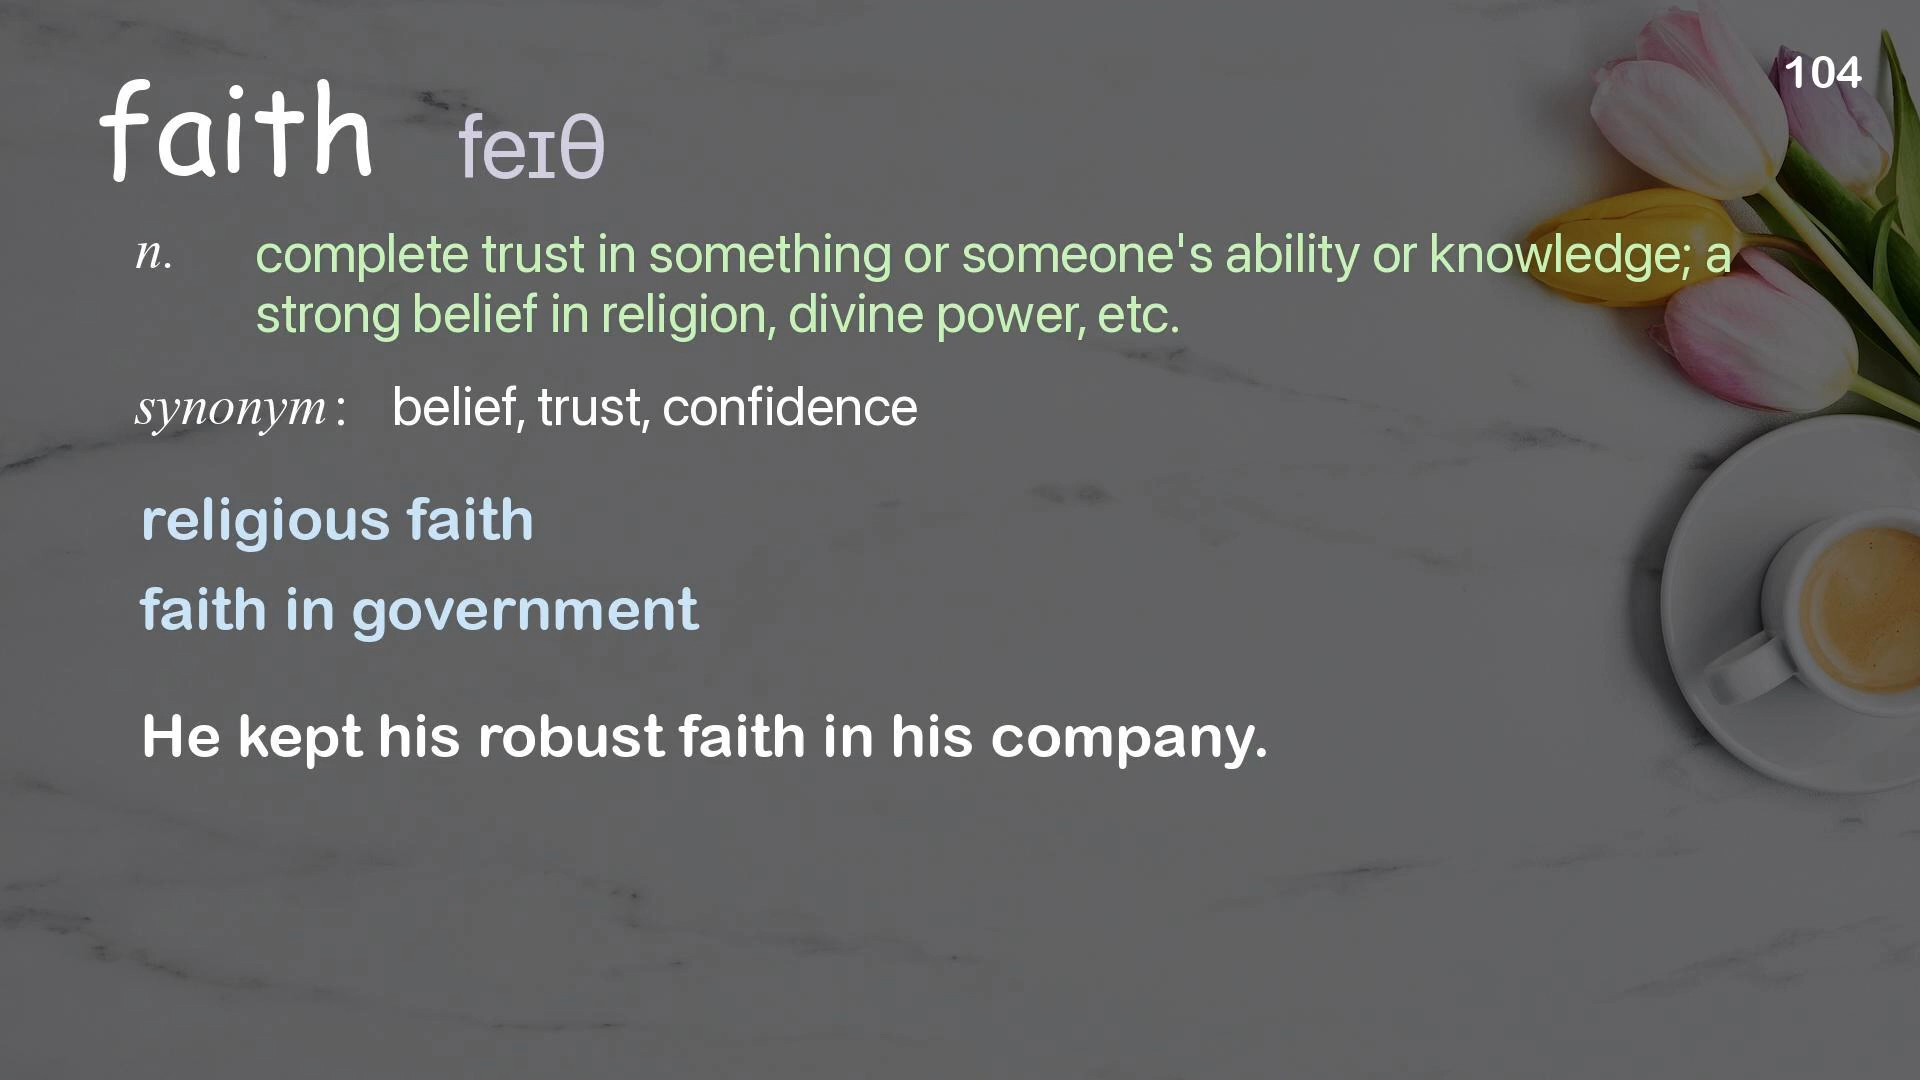 104
faith feɪθ
n. complete trust in something or someone's ability or knowledge; a
strong belief in religion, divine power, etc.
synonym: belief, trust, confidence
religious faith
faith in government
He kept his robust faith in his company.